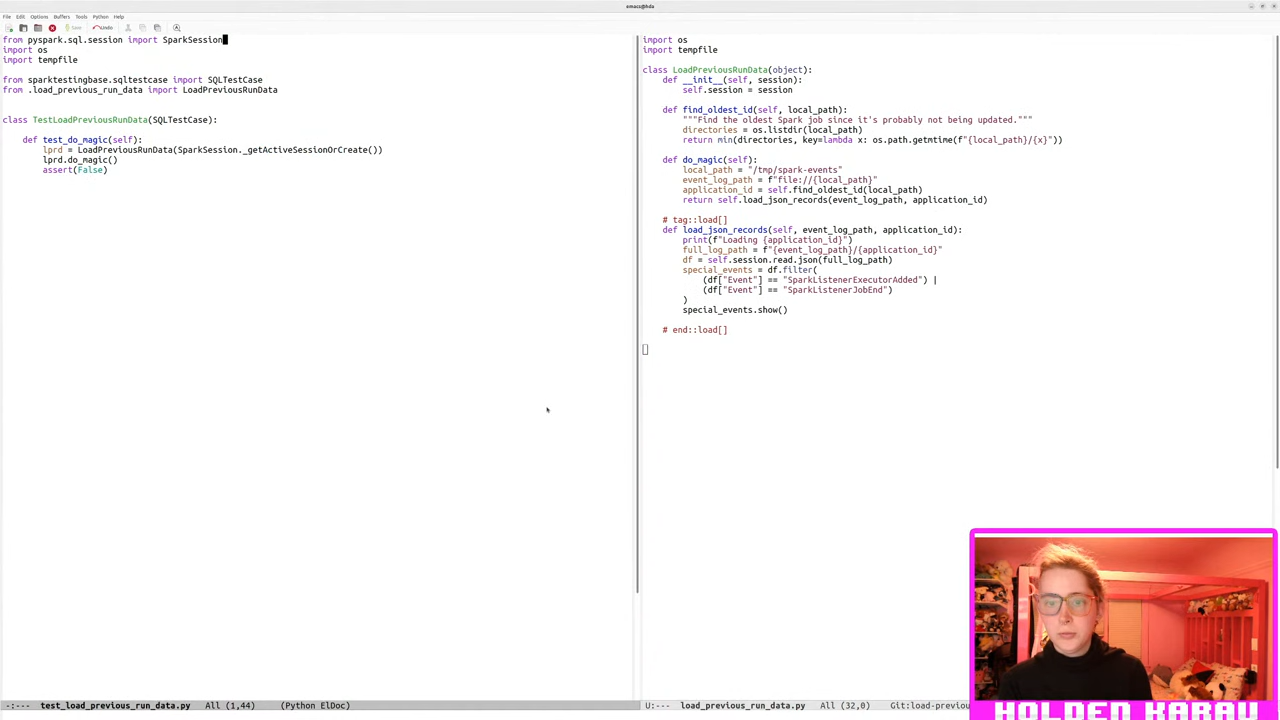 emacs@hda
File Edit Options Buffers Tools Python Help
Save Undo
from pyspark.sql.session import SparkSession
import os
import tempfile
from sparktestingbase.sqltestcase import SQLTestCase
from .load_previous_run_data import LoadPreviousRunData
class TestLoadPreviousRunData(SQLTestCase):
def test_do_magic(self):
lprd = LoadPreviousRunData(SparkSession._getActiveSessionOrCreate())
lprd.do_magic()
assert(False)
-:--- test_load_previous_run_data.py All (1,44) (Python ElDoc)
import os
import tempfile
class LoadPreviousRunData(object):
def __init__(self, session):
self.session = session
def find_oldest_id(self, local_path):
"""Find the oldest Spark job since it's probably not being updated."""
directories = os.listdir(local_path)
return min(directories, key=lambda x: os.path.getmtime(f"{local_path}/{x}"))
def do_magic(self):
local_path = "/tmp/spark-events"
event_log_path = f"file://{local_path}"
application_id = self.find_oldest_id(local_path)
return self.load_json_records(event_log_path, application_id)
# tag::load[]
def load_json_records(self, event_log_path, application_id):
print(f"Loading {application_id}")
full_log_path = f"{event_log_path}/{application_id}"
df = self.session.read.json(full_log_path)
special_events = df.filter(
(df["Event"] == "SparkListenerExecutorAdded") |
(df["Event"] == "SparkListenerJobEnd")
)
special_events.show()
# end::load[]
U:--- load_previous_run_data.py All (32,0) Git:load-previou
HOLDEN KARAU